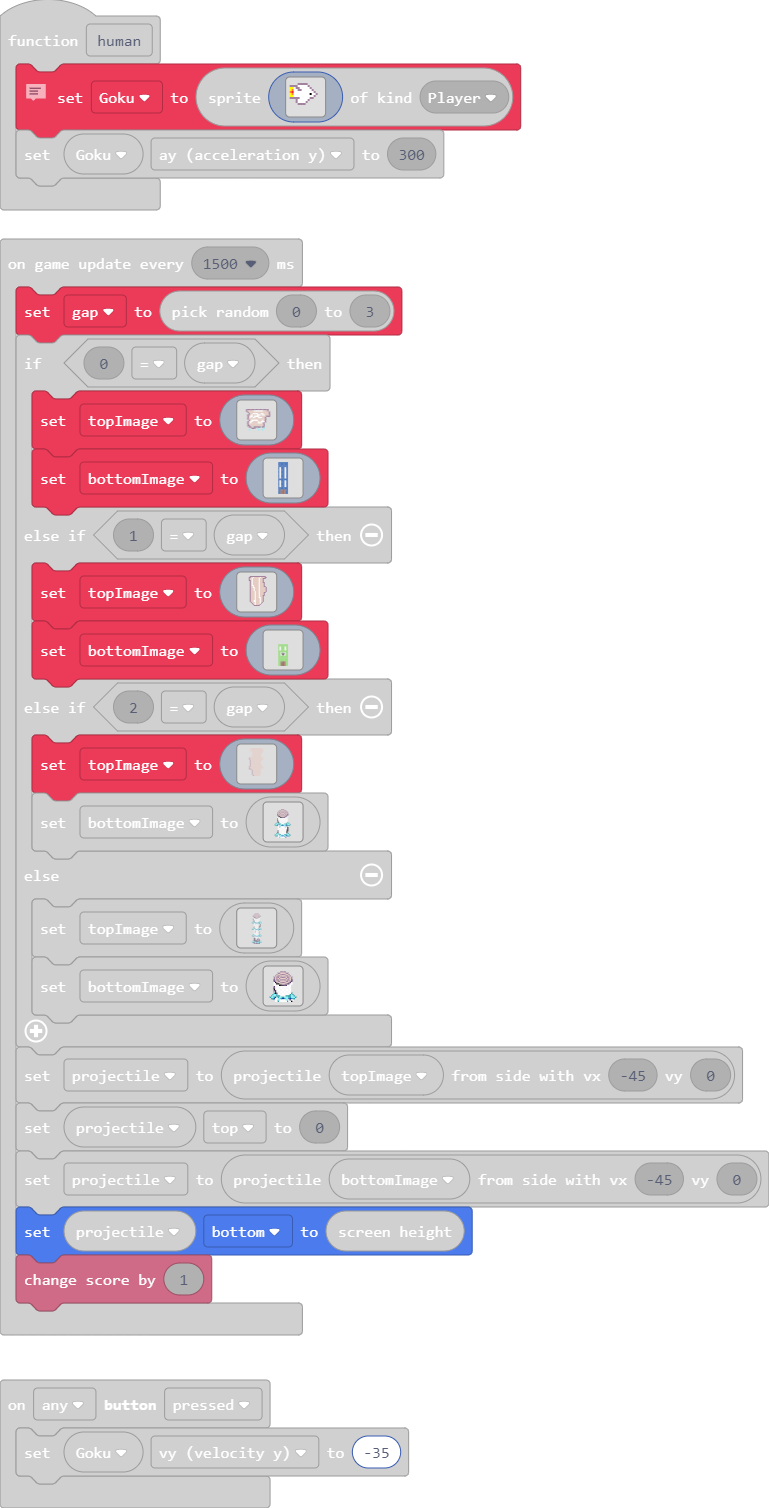 function human
set Goku to sprite of kind Player
set Goku ay (acceleration y) to 300
on game update every 1500 ms
set gap to pick random 0 to 3
if 0 = gap then
set topImage to
set bottomImage to
else if 1 = gap then
set topImage to
set bottomImage to
else if 2 = gap then
set topImage to
set bottomImage to
else
set topImage to
set bottomImage to
set projectile to projectile topImage from side with vx -45 vy 0
set projectile top to 0
set projectile to projectile bottomImage from side with vx -45 vy 0
set projectile bottom to screen height
change score by 1
on any button pressed
set Goku vy (velocity y) to -35